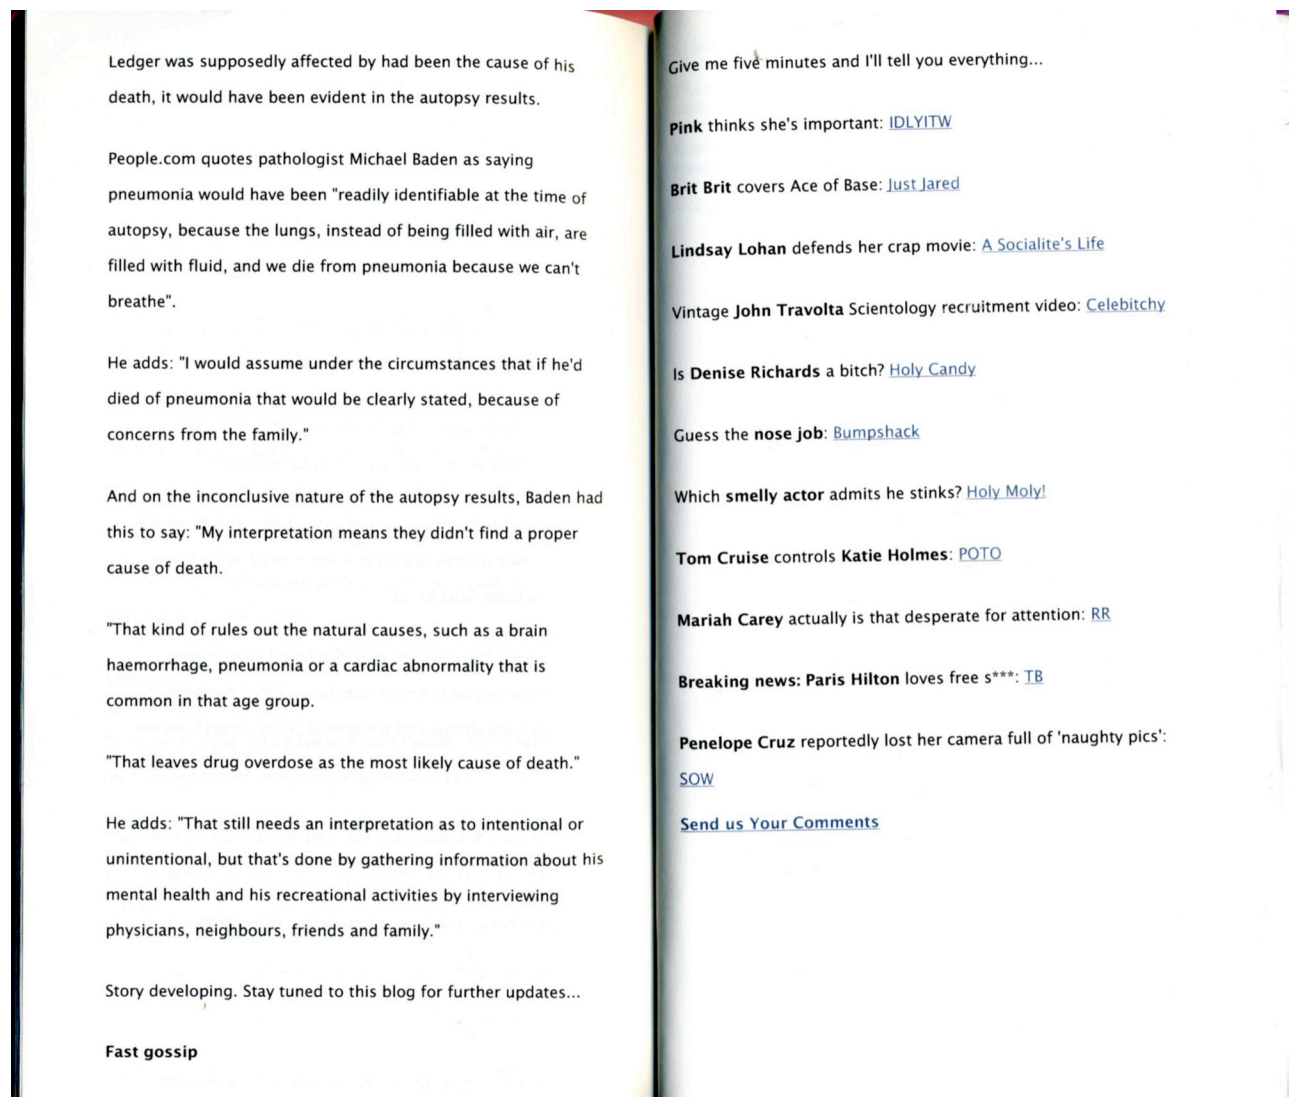 Ledger was supposedly affected by had been the cause of his
death, it would have been evident in the autopsy results.
People.com quotes pathologist Michael Baden as saying
pneumonia would have been "readily identifiable at the time of
autopsy, because the lungs, instead of being filled with air, are
filled with fluid, and we die from pneumonia because we can't
breathe".
He adds: "I would assume under the circumstances that if he'd
died of pneumonia that would be clearly stated, because of
concerns from the family."
And on the inconclusive nature of the autopsy results, Baden had
this to say: "My interpretation means they didn't find a proper
cause of death.
"That kind of rules out the natural causes, such as a brain
haemorrhage, pneumonia or a cardiac abnormality that is
common in that age group.
"That leaves drug overdose as the most likely cause of death."
He adds: "That still needs an interpretation as to intentional or
unintentional, but that's done by gathering information about his
mental health and his recreational activities by interviewing
physicians, neighbours, friends and family."
Story developing. Stay tuned to this blog for further updates...
Fast gossip
Give me five minutes and I'll tell you everything...
Pink thinks she's important: IDLYITW
Brit Brit covers Ace of Base: Just Jared
Lindsay Lohan defends her crap movie: A Socialite's Life
Vintage John Travolta Scientology recruitment video: Celebitchy
Is Denise Richards a bitch? Holy Candy
Guess the nose job: Bumpshack
Which smelly actor admits he stinks? Holy Moly!
Tom Cruise controls Katie Holmes: POTO
Mariah Carey actually is that desperate for attention: RR
Breaking news: Paris Hilton loves free s***: TB
Penelope Cruz reportedly lost her camera full of 'naughty pics':
SOW
Send us Your Comments